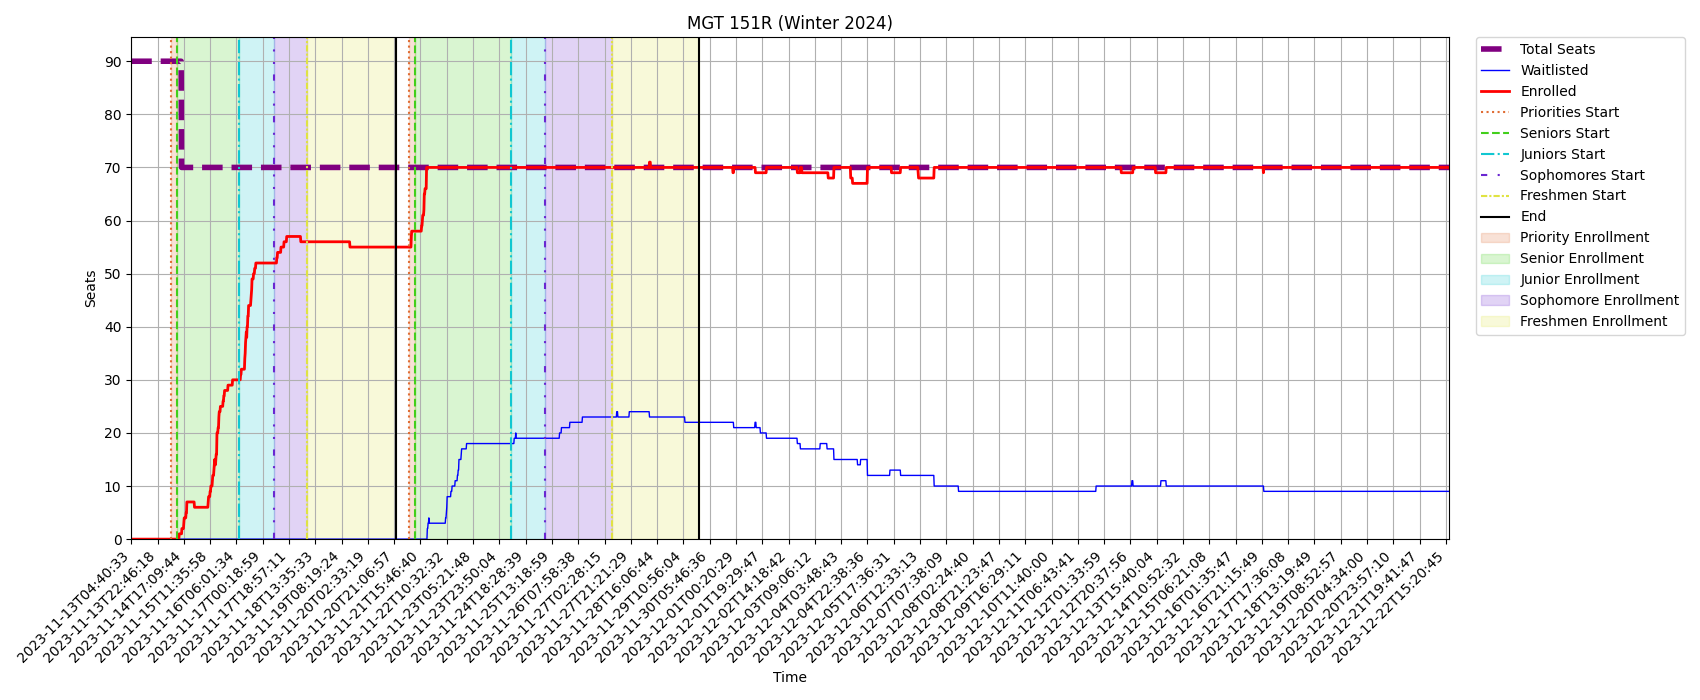 MGT 151R (Winter 2024)
Seats
90
80
70
60
50
40
30
20
10
0
2023-11-13T04:40:33
2023-11-13T22:46:18
2023-11-14T17:09:44
2023-11-15T11:35:58
2023-11-16T06:01:34
2023-11-17T00:18:59
2023-11-17T18:57:11
2023-11-18T13:35:33
2023-11-19T08:19:24
2023-11-20T02:33:19
2023-11-20T21:06:57
2023-11-21T15:46:40
2023-11-22T10:32:32
2023-11-23T05:21:48
2023-11-23T23:50:04
2023-11-24T18:28:39
2023-11-25T13:18:59
2023-11-26T07:58:38
2023-11-27T02:28:15
2023-11-27T21:21:29
2023-11-28T16:06:44
2023-11-29T10:56:04
2023-11-30T05:46:36
2023-12-01T00:20:29
2023-12-01T19:29:47
2023-12-02T14:18:42
2023-12-03T09:06:12
2023-12-04T03:48:43
2023-12-04T22:38:36
2023-12-05T17:36:31
2023-12-06T12:33:13
2023-12-07T07:38:09
2023-12-08T02:24:40
2023-12-08T21:23:47
2023-12-09T16:29:11
2023-12-10T11:40:00
2023-12-11T06:43:41
2023-12-12T01:33:59
2023-12-12T20:37:56
2023-12-13T15:40:04
2023-12-14T10:52:32
2023-12-15T06:21:08
2023-12-16T01:35:47
2023-12-16T21:15:49
2023-12-17T17:36:08
2023-12-18T13:19:49
2023-12-19T08:52:57
2023-12-20T04:34:00
2023-12-20T23:57:10
2023-12-21T19:41:47
2023-12-22T15:20:45
Time
Total Seats
Waitlisted
Enrolled
Priorities Start
Seniors Start
Juniors Start
Sophomores Start
Freshmen Start
End
Priority Enrollment
Senior Enrollment
Junior Enrollment
Sophomore Enrollment
Freshmen Enrollment